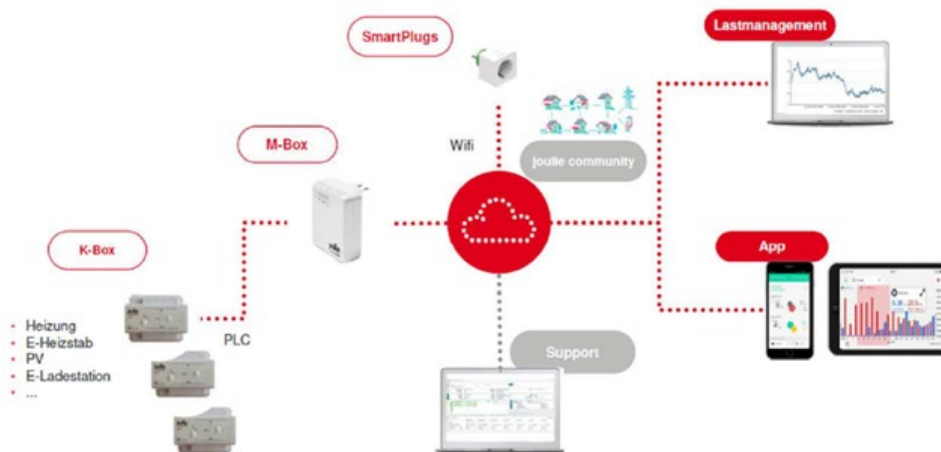 SmartPlugs
Lastmanagement
M-Box
Wifi
joulie community
K-Box
App
Heizung
E-Heizstab
PV
E-Ladestation
...
PLC
Support